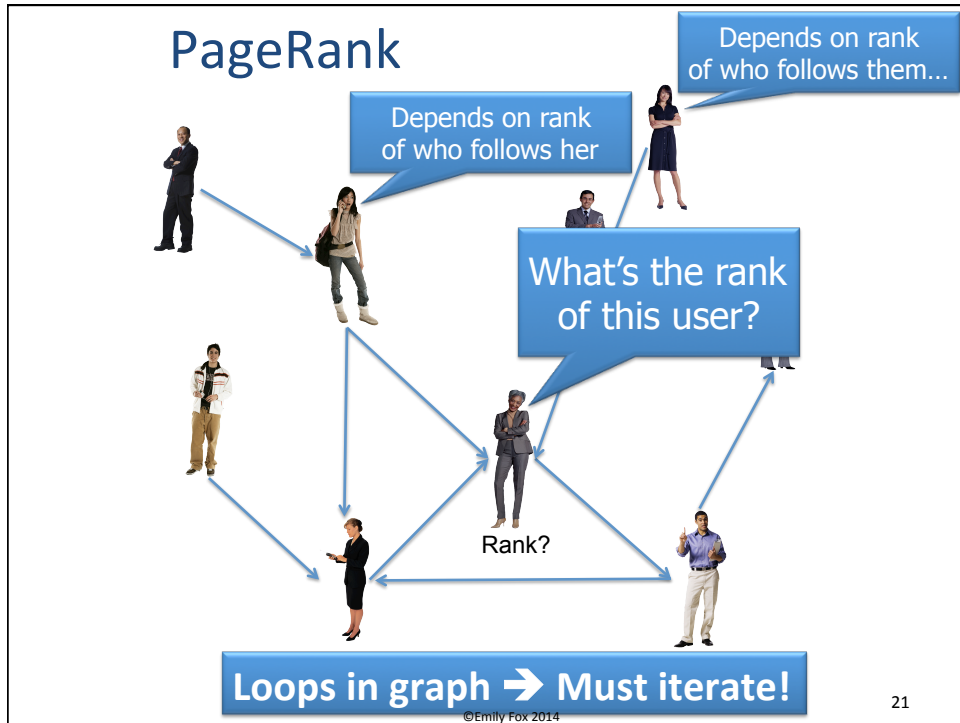 PageRank
Depends on rank
of who follows them...
Depends on rank
of who follows her
What's the rank
of this user?
Rank?
Loops in graph ➔ Must iterate!
©Emily Fox 2014
21